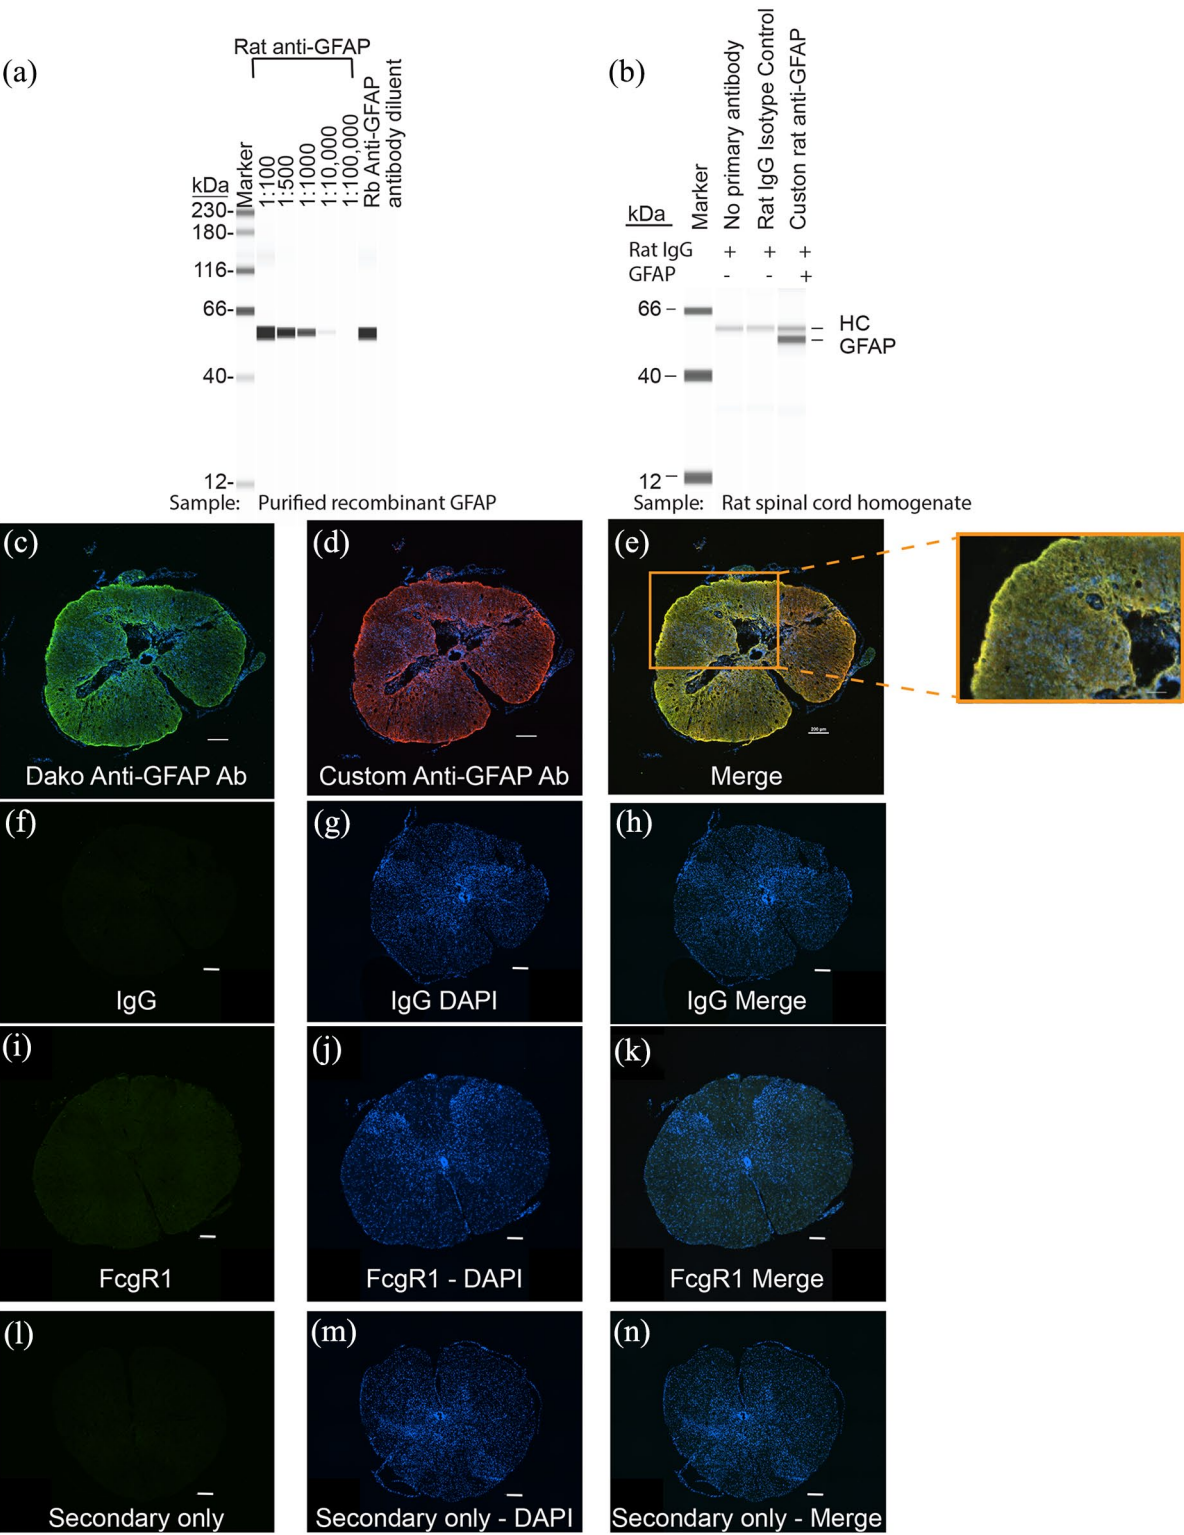 (a)
Rat anti-GFAP
kDa
Marker
1:100
1:500
1:1000
1:10,000
1:100,000
Rb Anti-GFAP
antibody diluent
230-
180-
116-
66-
40-
12-
Sample: Purified recombinant GFAP
(b)
kDa
Marker
No primary antibody
Rat IgG Isotype Control
Custon rat anti-GFAP
Rat IgG + + +
GFAP - - +
66 –
40 –
12 –
– HC
– GFAP
Sample: Rat spinal cord homogenate
(c)
Dako Anti-GFAP Ab
(d)
Custom Anti-GFAP Ab
(e)
200 µm
Merge
(f)
IgG
(g)
IgG DAPI
(h)
IgG Merge
(i)
FcgR1
(j)
FcgR1 - DAPI
(k)
FcgR1 Merge
(l)
Secondary only
(m)
Secondary only - DAPI
(n)
Secondary only - Merge